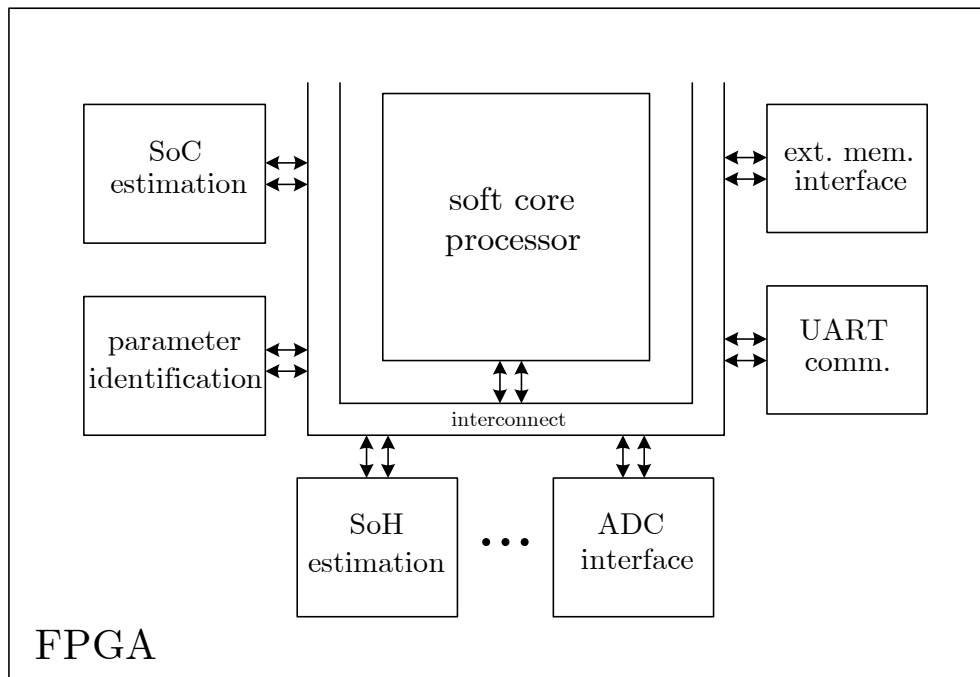 SoC
estimation
soft core
processor
ext. mem.
interface
parameter
identification
UART
comm.
interconnect
SoH
estimation
...
ADC
interface
FPGA